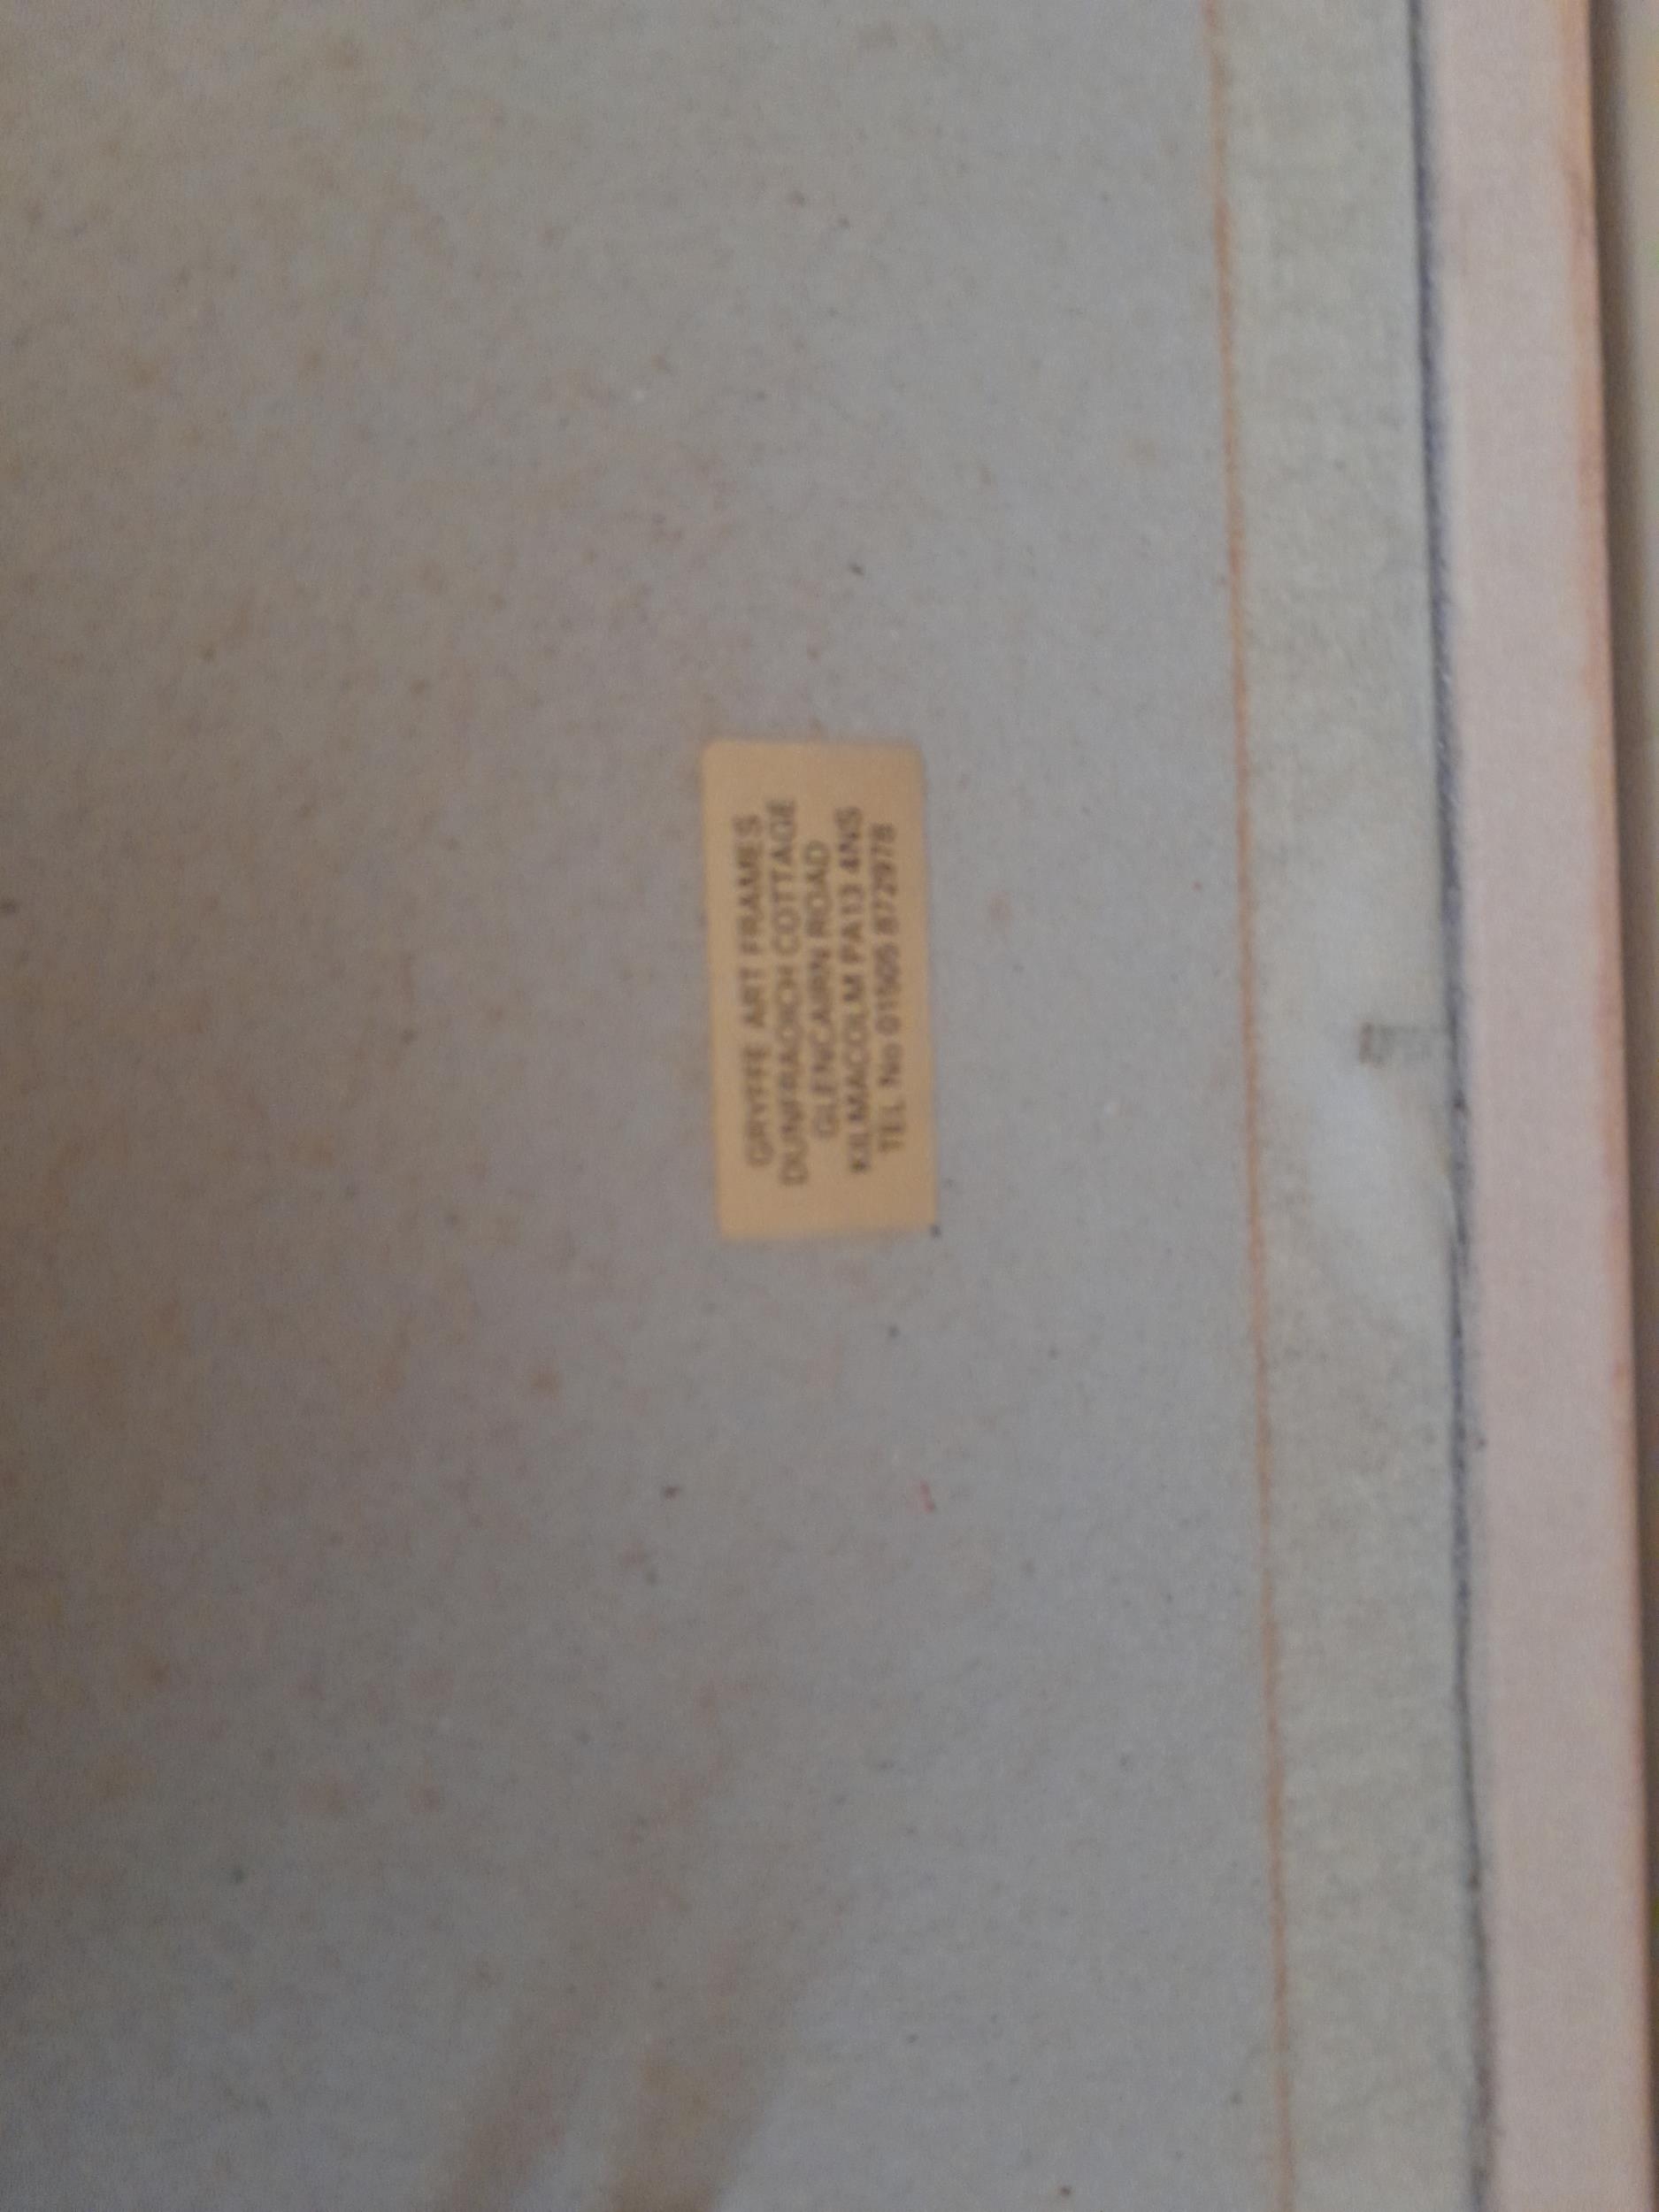 GRYFFE ART FRAMES
DUNFRAOICH COTTAGE
GLENCAIRN ROAD
KILMACOLM PA13 4NS
TEL No 01505 872978